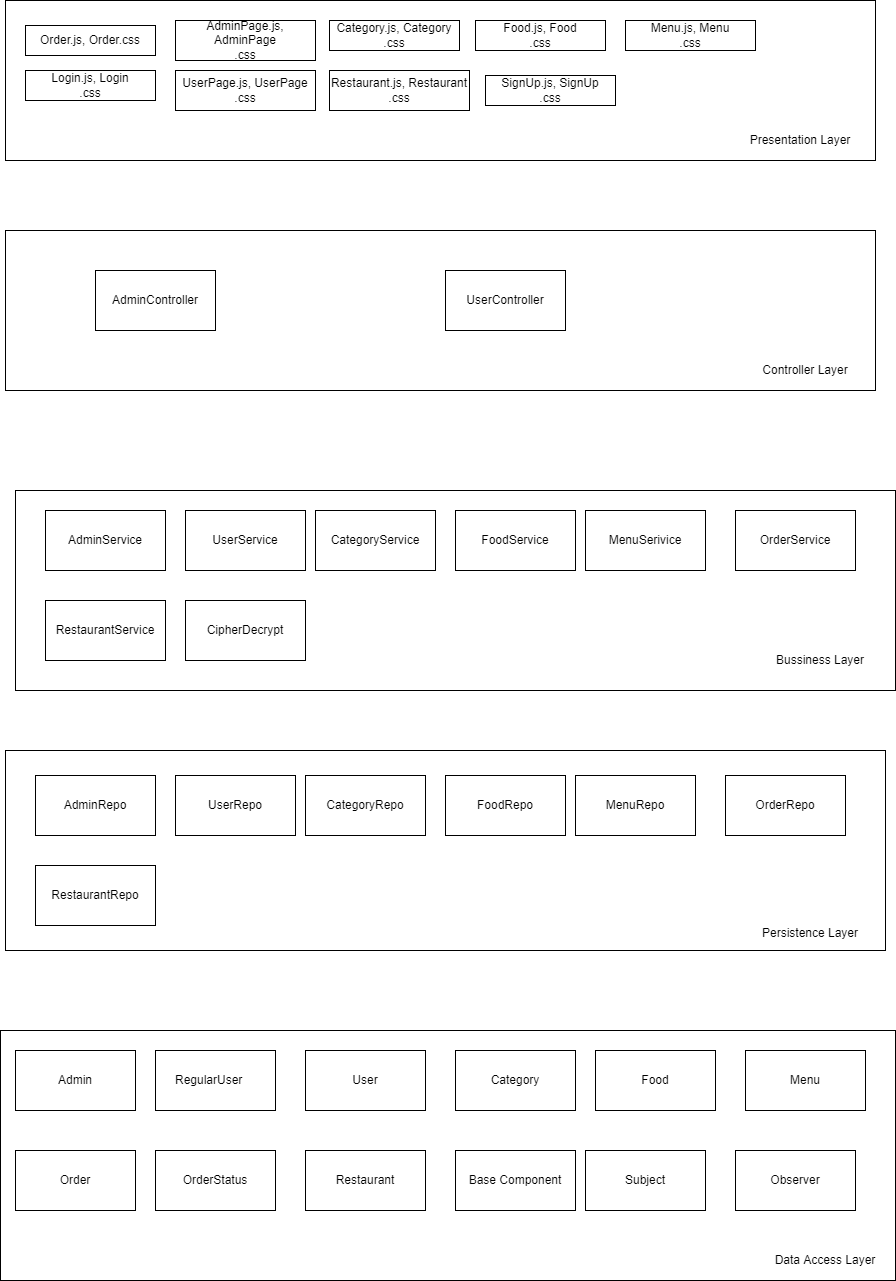 Order.js, Order.css
AdminPage.js,
AdminPage
.css
Category.js, Category
.css
Food.js, Food
.css
Menu.js, Menu
.css
Login.js, Login
.css
UserPage.js, UserPage
.css
Restaurant.js, Restaurant
.css
SignUp.js, SignUp
.css
Presentation Layer
AdminController
UserController
Controller Layer
AdminService
UserService
CategoryService
FoodService
MenuSerivice
OrderService
RestaurantService
CipherDecrypt
Bussiness Layer
AdminRepo
UserRepo
CategoryRepo
FoodRepo
MenuRepo
OrderRepo
RestaurantRepo
Persistence Layer
Admin
RegularUser
User
Category
Food
Menu
Order
OrderStatus
Restaurant
Base Component
Subject
Observer
Data Access Layer